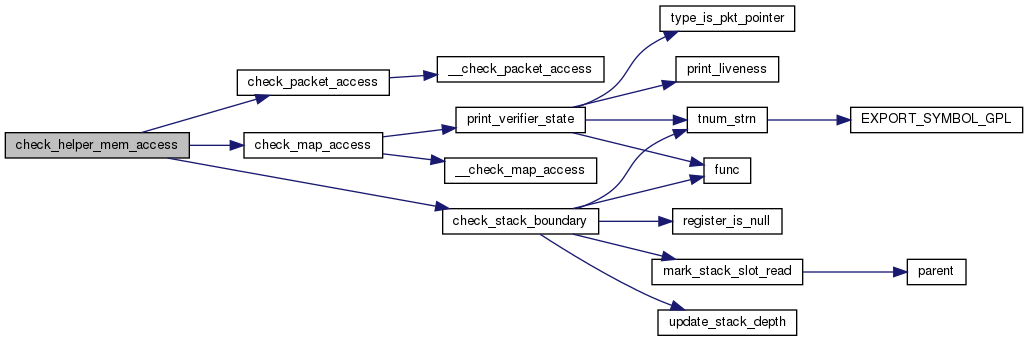 type_is_pkt_pointer
check_packet_access
__check_packet_access
print_liveness
print_verifier_state
tnum_strn
EXPORT_SYMBOL_GPL
check_helper_mem_access
check_map_access
__check_map_access
func
check_stack_boundary
register_is_null
mark_stack_slot_read
parent
update_stack_depth